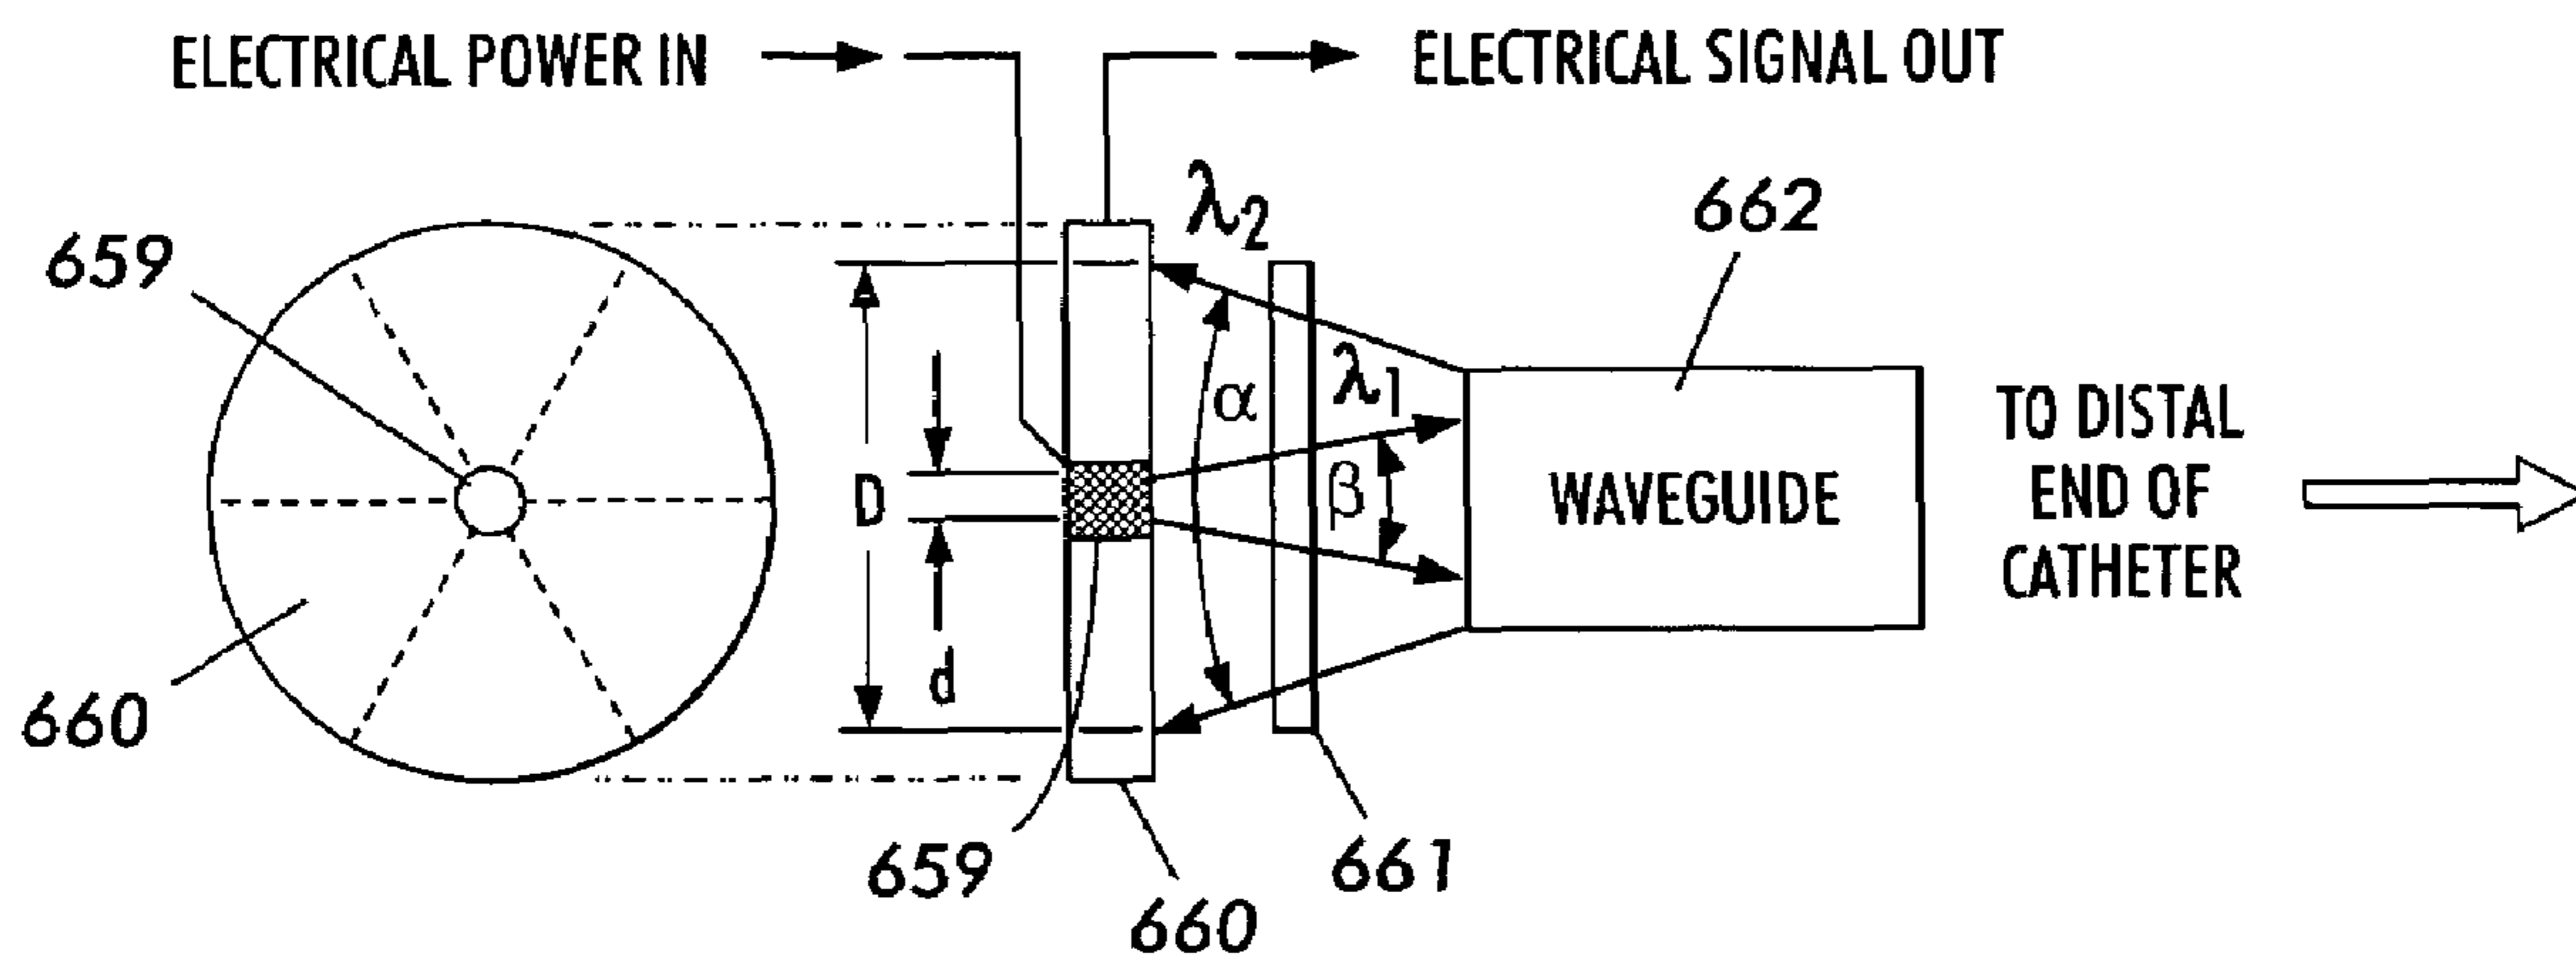 ELECTRICAL POWER IN
ELECTRICAL SIGNAL OUT
λ2
662
659
λ1
α
D
β
WAVEGUIDE
TO DISTAL
END OF
CATHETER
d
660
659
661
660